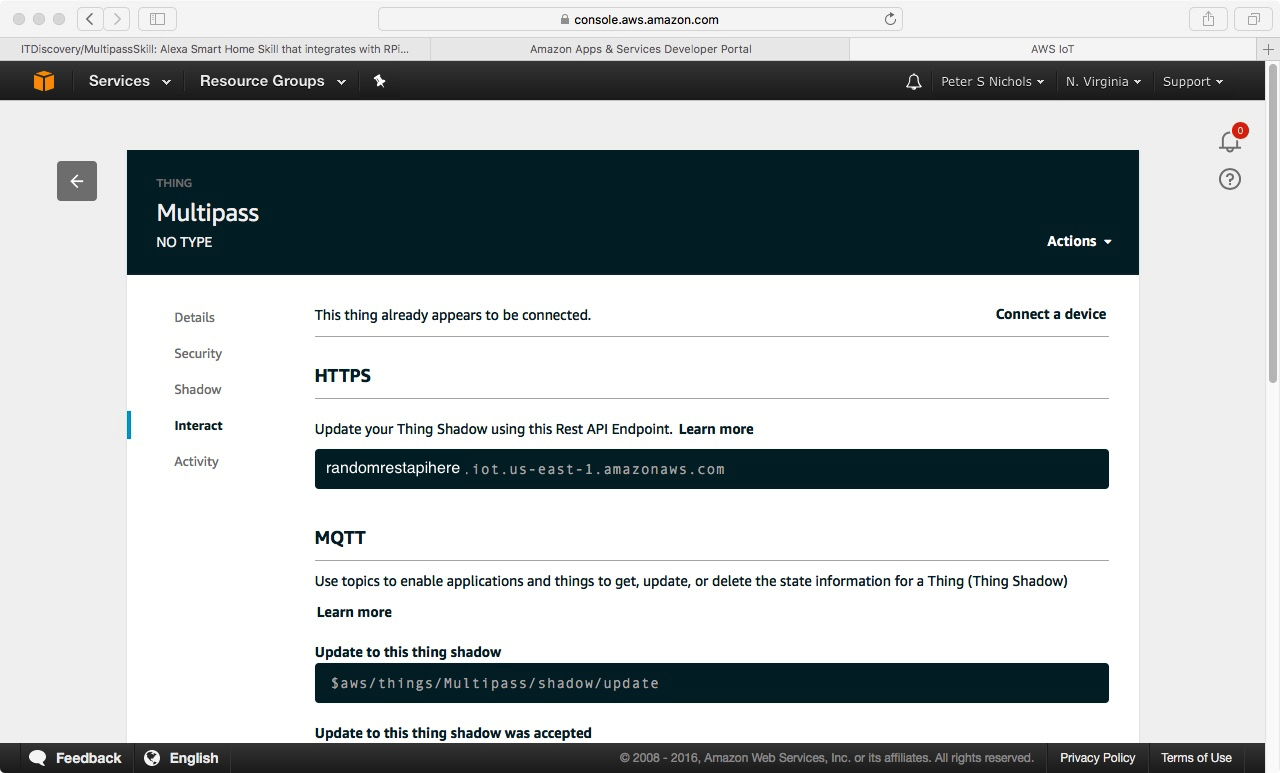 console.aws.amazon.com
ITDiscovery/MultipassSkill: Alexa Smart Home Skill that integrates with RPi...
Amazon Apps & Services Developer Portal
AWS IoT
Services
Resource Groups
Peter S Nichols
N. Virginia
Support
0
THING
Multipass
NO TYPE
Actions
Details
Security
Shadow
Interact
Activity
This thing already appears to be connected.
Connect a device
HTTPS
Update your Thing Shadow using this Rest API Endpoint. Learn more
randomrestapihere.iot.us-east-1.amazonaws.com
MQTT
Use topics to enable applications and things to get, update, or delete the state information for a Thing (Thing Shadow)
Learn more
Update to this thing shadow
$aws/things/Multipass/shadow/update
Update to this thing shadow was accepted
Feedback
English
© 2008 - 2016, Amazon Web Services, Inc. or its affiliates. All rights reserved.
Privacy Policy
Terms of Use